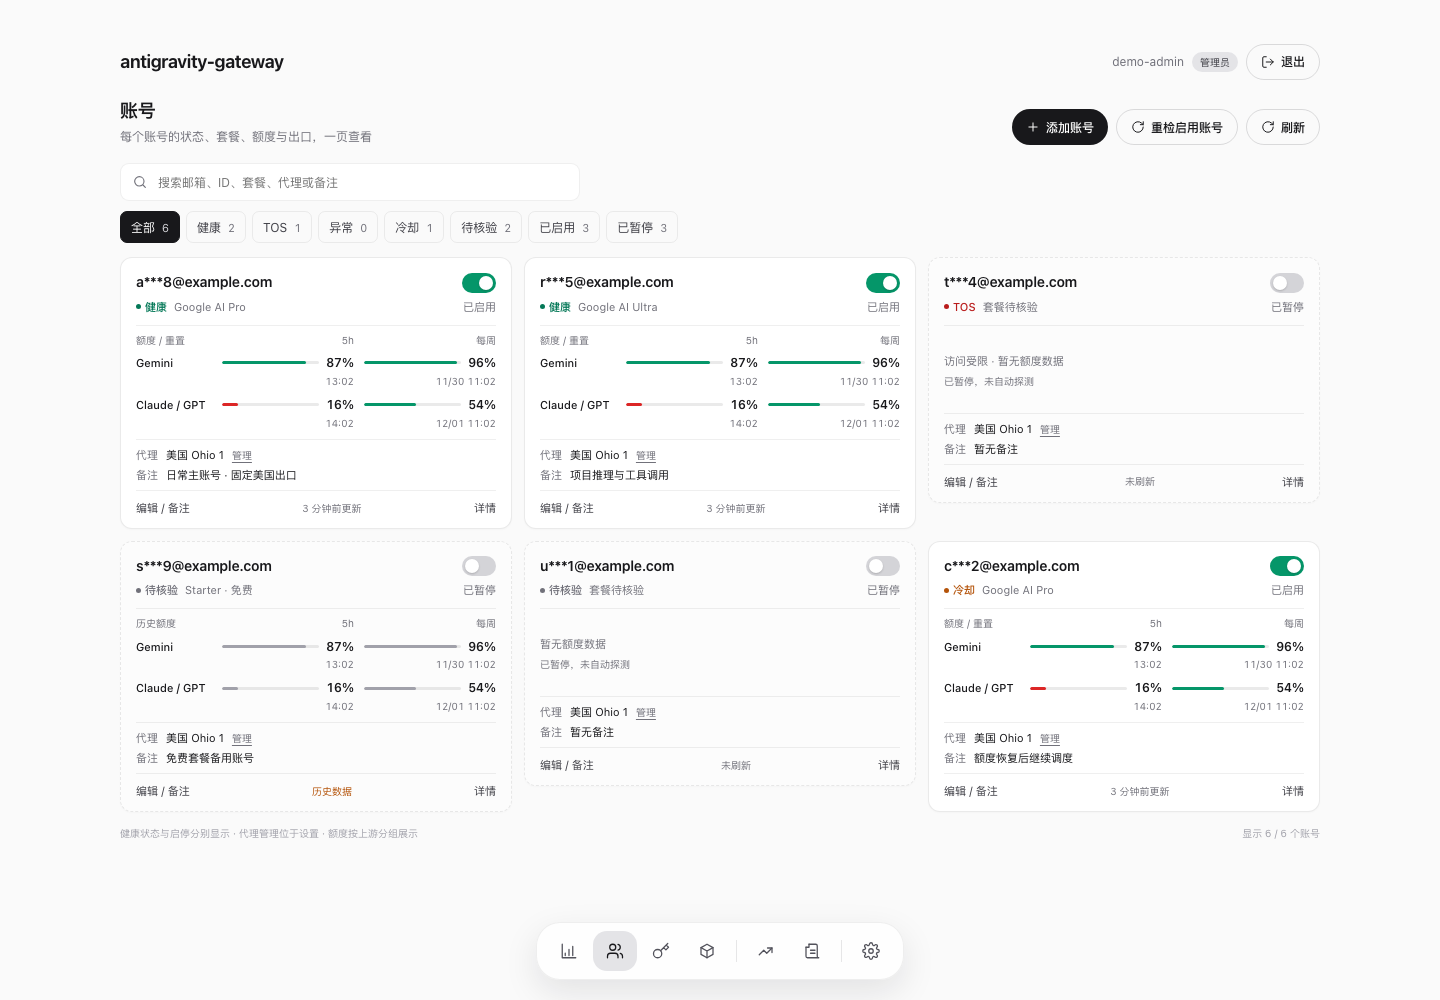 antigravity-gateway
demo-admin 管理员 退出
账号
每个账号的状态、套餐、额度与出口，一页查看
添加账号 重检启用账号 刷新
搜索邮箱、ID、套餐、代理或备注
全部 6 健康 2 TOS 1 异常 0 冷却 1 待核验 2 已启用 3 已暂停 3
a***8@example.com
健康 Google AI Pro 已启用
额度 / 重置 5h 每周
Gemini 87% 96%
13:02 11/30 11:02
Claude / GPT 16% 54%
14:02 12/01 11:02
代理 美国 Ohio 1 管理
备注 日常主账号 · 固定美国出口
编辑 / 备注 3 分钟前更新 详情
r***5@example.com
健康 Google AI Ultra 已启用
额度 / 重置 5h 每周
Gemini 87% 96%
13:02 11/30 11:02
Claude / GPT 16% 54%
14:02 12/01 11:02
代理 美国 Ohio 1 管理
备注 项目推理与工具调用
编辑 / 备注 3 分钟前更新 详情
t***4@example.com
TOS 套餐待核验 已暂停
访问受限 · 暂无额度数据
已暂停，未自动探测
代理 美国 Ohio 1 管理
备注 暂无备注
编辑 / 备注 未刷新 详情
s***9@example.com
待核验 Starter · 免费 已暂停
历史额度 5h 每周
Gemini 87% 96%
13:02 11/30 11:02
Claude / GPT 16% 54%
14:02 12/01 11:02
代理 美国 Ohio 1 管理
备注 免费套餐备用账号
编辑 / 备注 历史数据 详情
u***1@example.com
待核验 套餐待核验 已暂停
暂无额度数据
已暂停，未自动探测
代理 美国 Ohio 1 管理
备注 暂无备注
编辑 / 备注 未刷新 详情
c***2@example.com
冷却 Google AI Pro 已启用
额度 / 重置 5h 每周
Gemini 87% 96%
13:02 11/30 11:02
Claude / GPT 16% 54%
14:02 12/01 11:02
代理 美国 Ohio 1 管理
备注 额度恢复后继续调度
编辑 / 备注 3 分钟前更新 详情
健康状态与启停分别显示 · 代理管理位于设置 · 额度按上游分组展示 显示 6 / 6 个账号